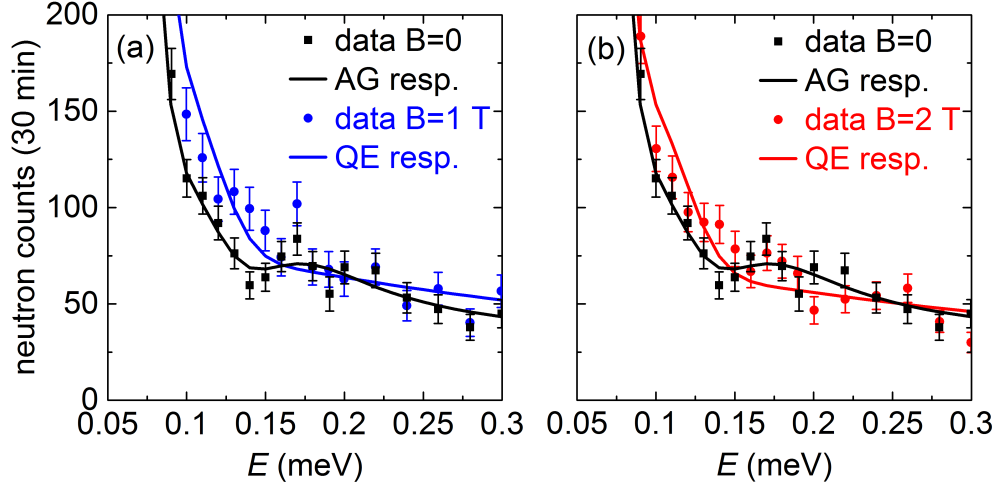 (a)
data B=0
AG resp.
data B=1 T
QE resp.
neutron counts (30 min)
200
150
100
50
0
0.05 0.1 0.15 0.2 0.25 0.3
E (meV)
(b)
data B=0
AG resp.
data B=2 T
QE resp.
0.05 0.1 0.15 0.2 0.25 0.3
E (meV)